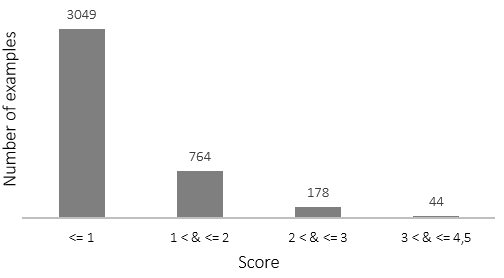 3049
764
178
44
Number of examples
<= 1
1 < & <= 2
2 < & <= 3
3 < & <= 4,5
Score